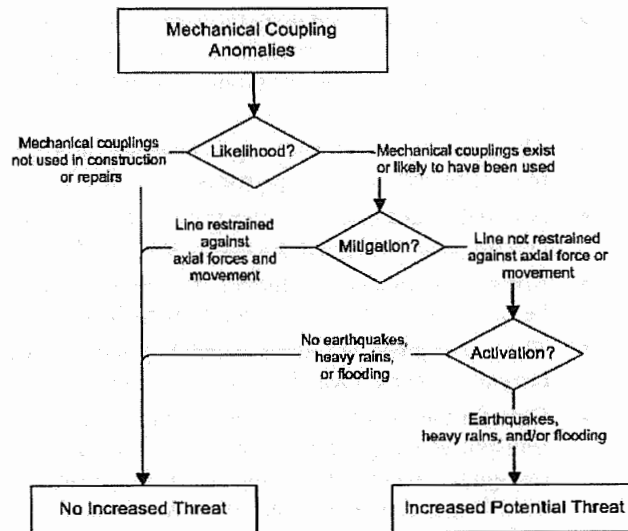 Mechanical Coupling
Anomalies
Mechanical couplings
not used in construction
or repairs
Likelihood?
Mechanical couplings exist
or likely to have been used
Line restrained
against
axial forces and
movement
Mitigation?
Line not restrained
against axial force or
movement
No earthquakes,
heavy rains,
or flooding
Activation?
Earthquakes,
heavy rains, and/or flooding
No Increased Threat
Increased Potential Threat